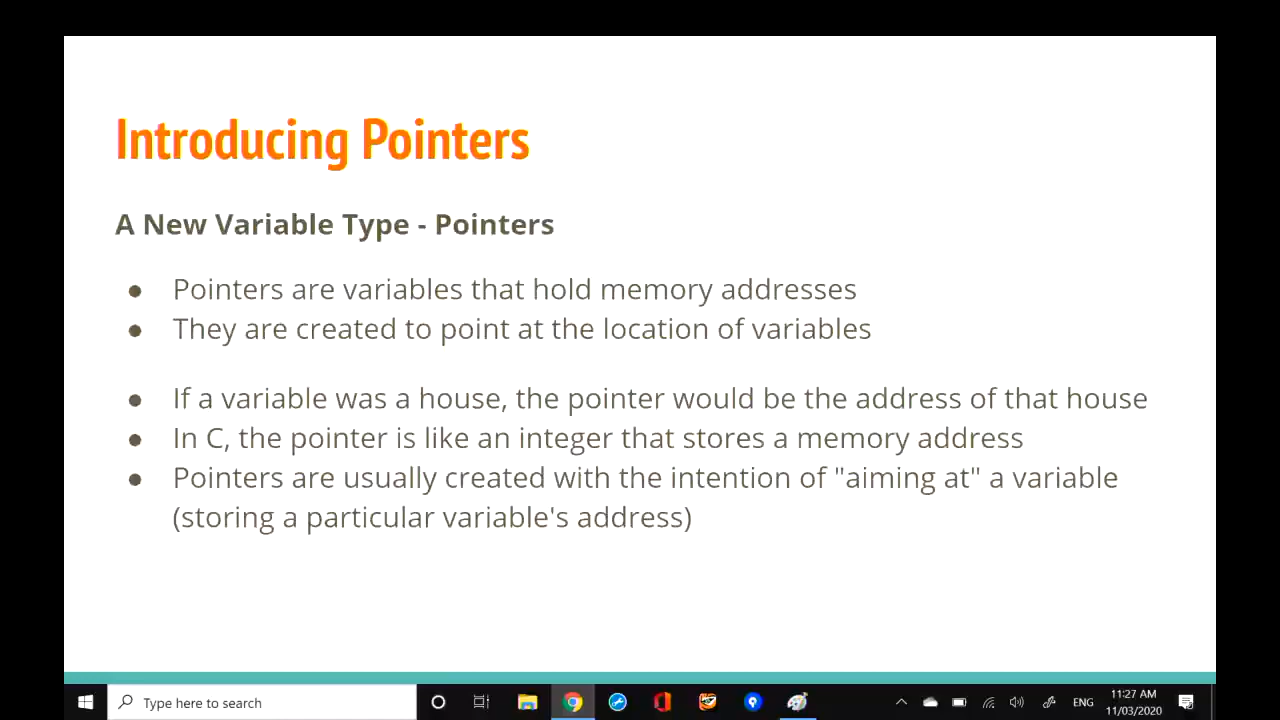 Introducing Pointers
A New Variable Type - Pointers
● Pointers are variables that hold memory addresses
● They are created to point at the location of variables
● If a variable was a house, the pointer would be the address of that house
● In C, the pointer is like an integer that stores a memory address
● Pointers are usually created with the intention of "aiming at" a variable
(storing a particular variable's address)
Type here to search
ENG
11:27 AM
11/03/2020